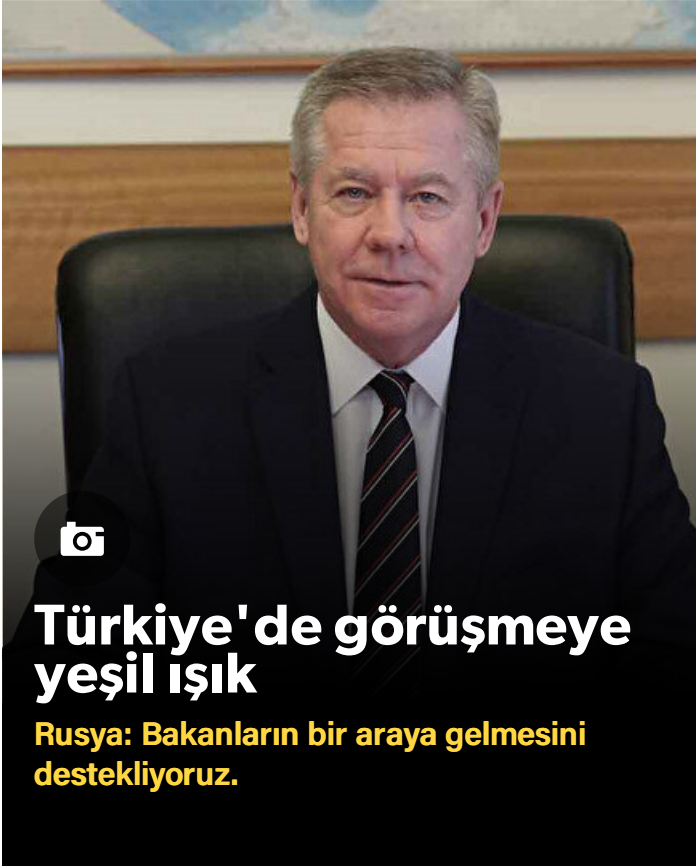 Türkiye'de görüşmeye
yeşil ışık
Rusya: Bakanların bir araya gelmesini
destekliyoruz.